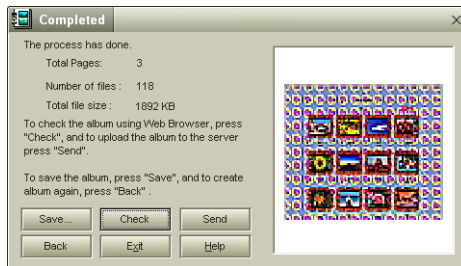 Completed
The process has done.
Total Pages: 3
Number of files : 118
Total file size : 1892 KB
To check the album using Web Browser, press
"Check", and to upload the album to the server
press "Send".
To save the album, press "Save", and to create
album again, press "Back" .
Save... Check Send
Back Exit Help